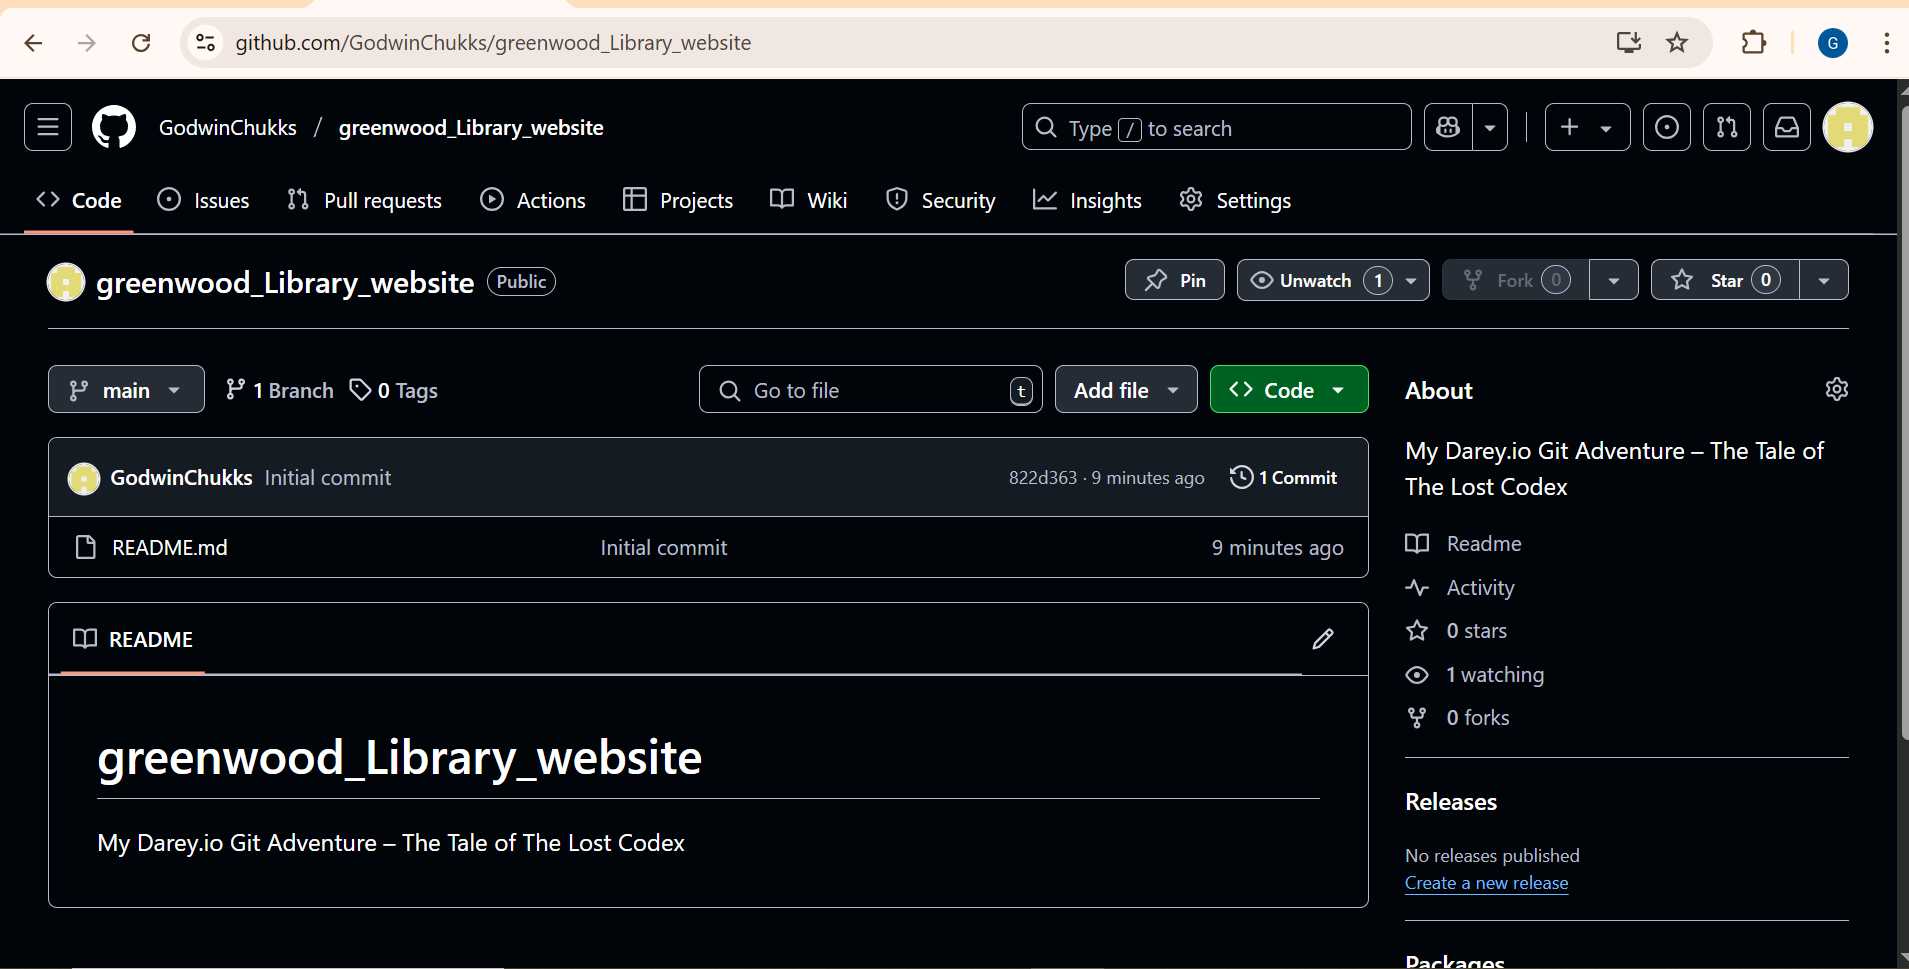 github.com/GodwinChukks/greenwood_Library_website
G
GodwinChukks / greenwood_Library_website
Type / to search
Code Issues Pull requests Actions Projects Wiki Security Insights Settings
greenwood_Library_website Public
Pin Unwatch 1 Fork 0 Star 0
main 1 Branch 0 Tags Go to file t Add file Code
GodwinChukks Initial commit 822d363 · 9 minutes ago 1 Commit
README.md Initial commit 9 minutes ago
README
greenwood_Library_website
My Darey.io Git Adventure – The Tale of The Lost Codex
About
My Darey.io Git Adventure – The Tale of
The Lost Codex
Readme
Activity
0 stars
1 watching
0 forks
Releases
No releases published
Create a new release
Packages